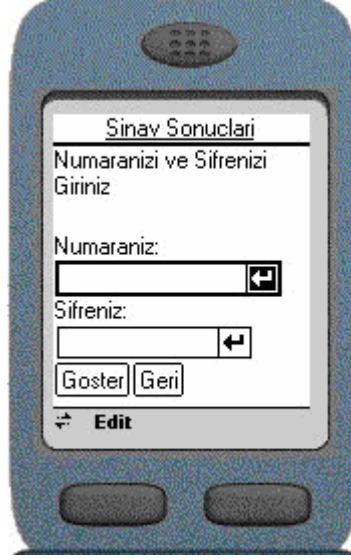 Sinav Sonuclari
Numaranizi ve Sifrenizi
Giriniz
Numaraniz:
Sifreniz:
Goster Geri
Edit